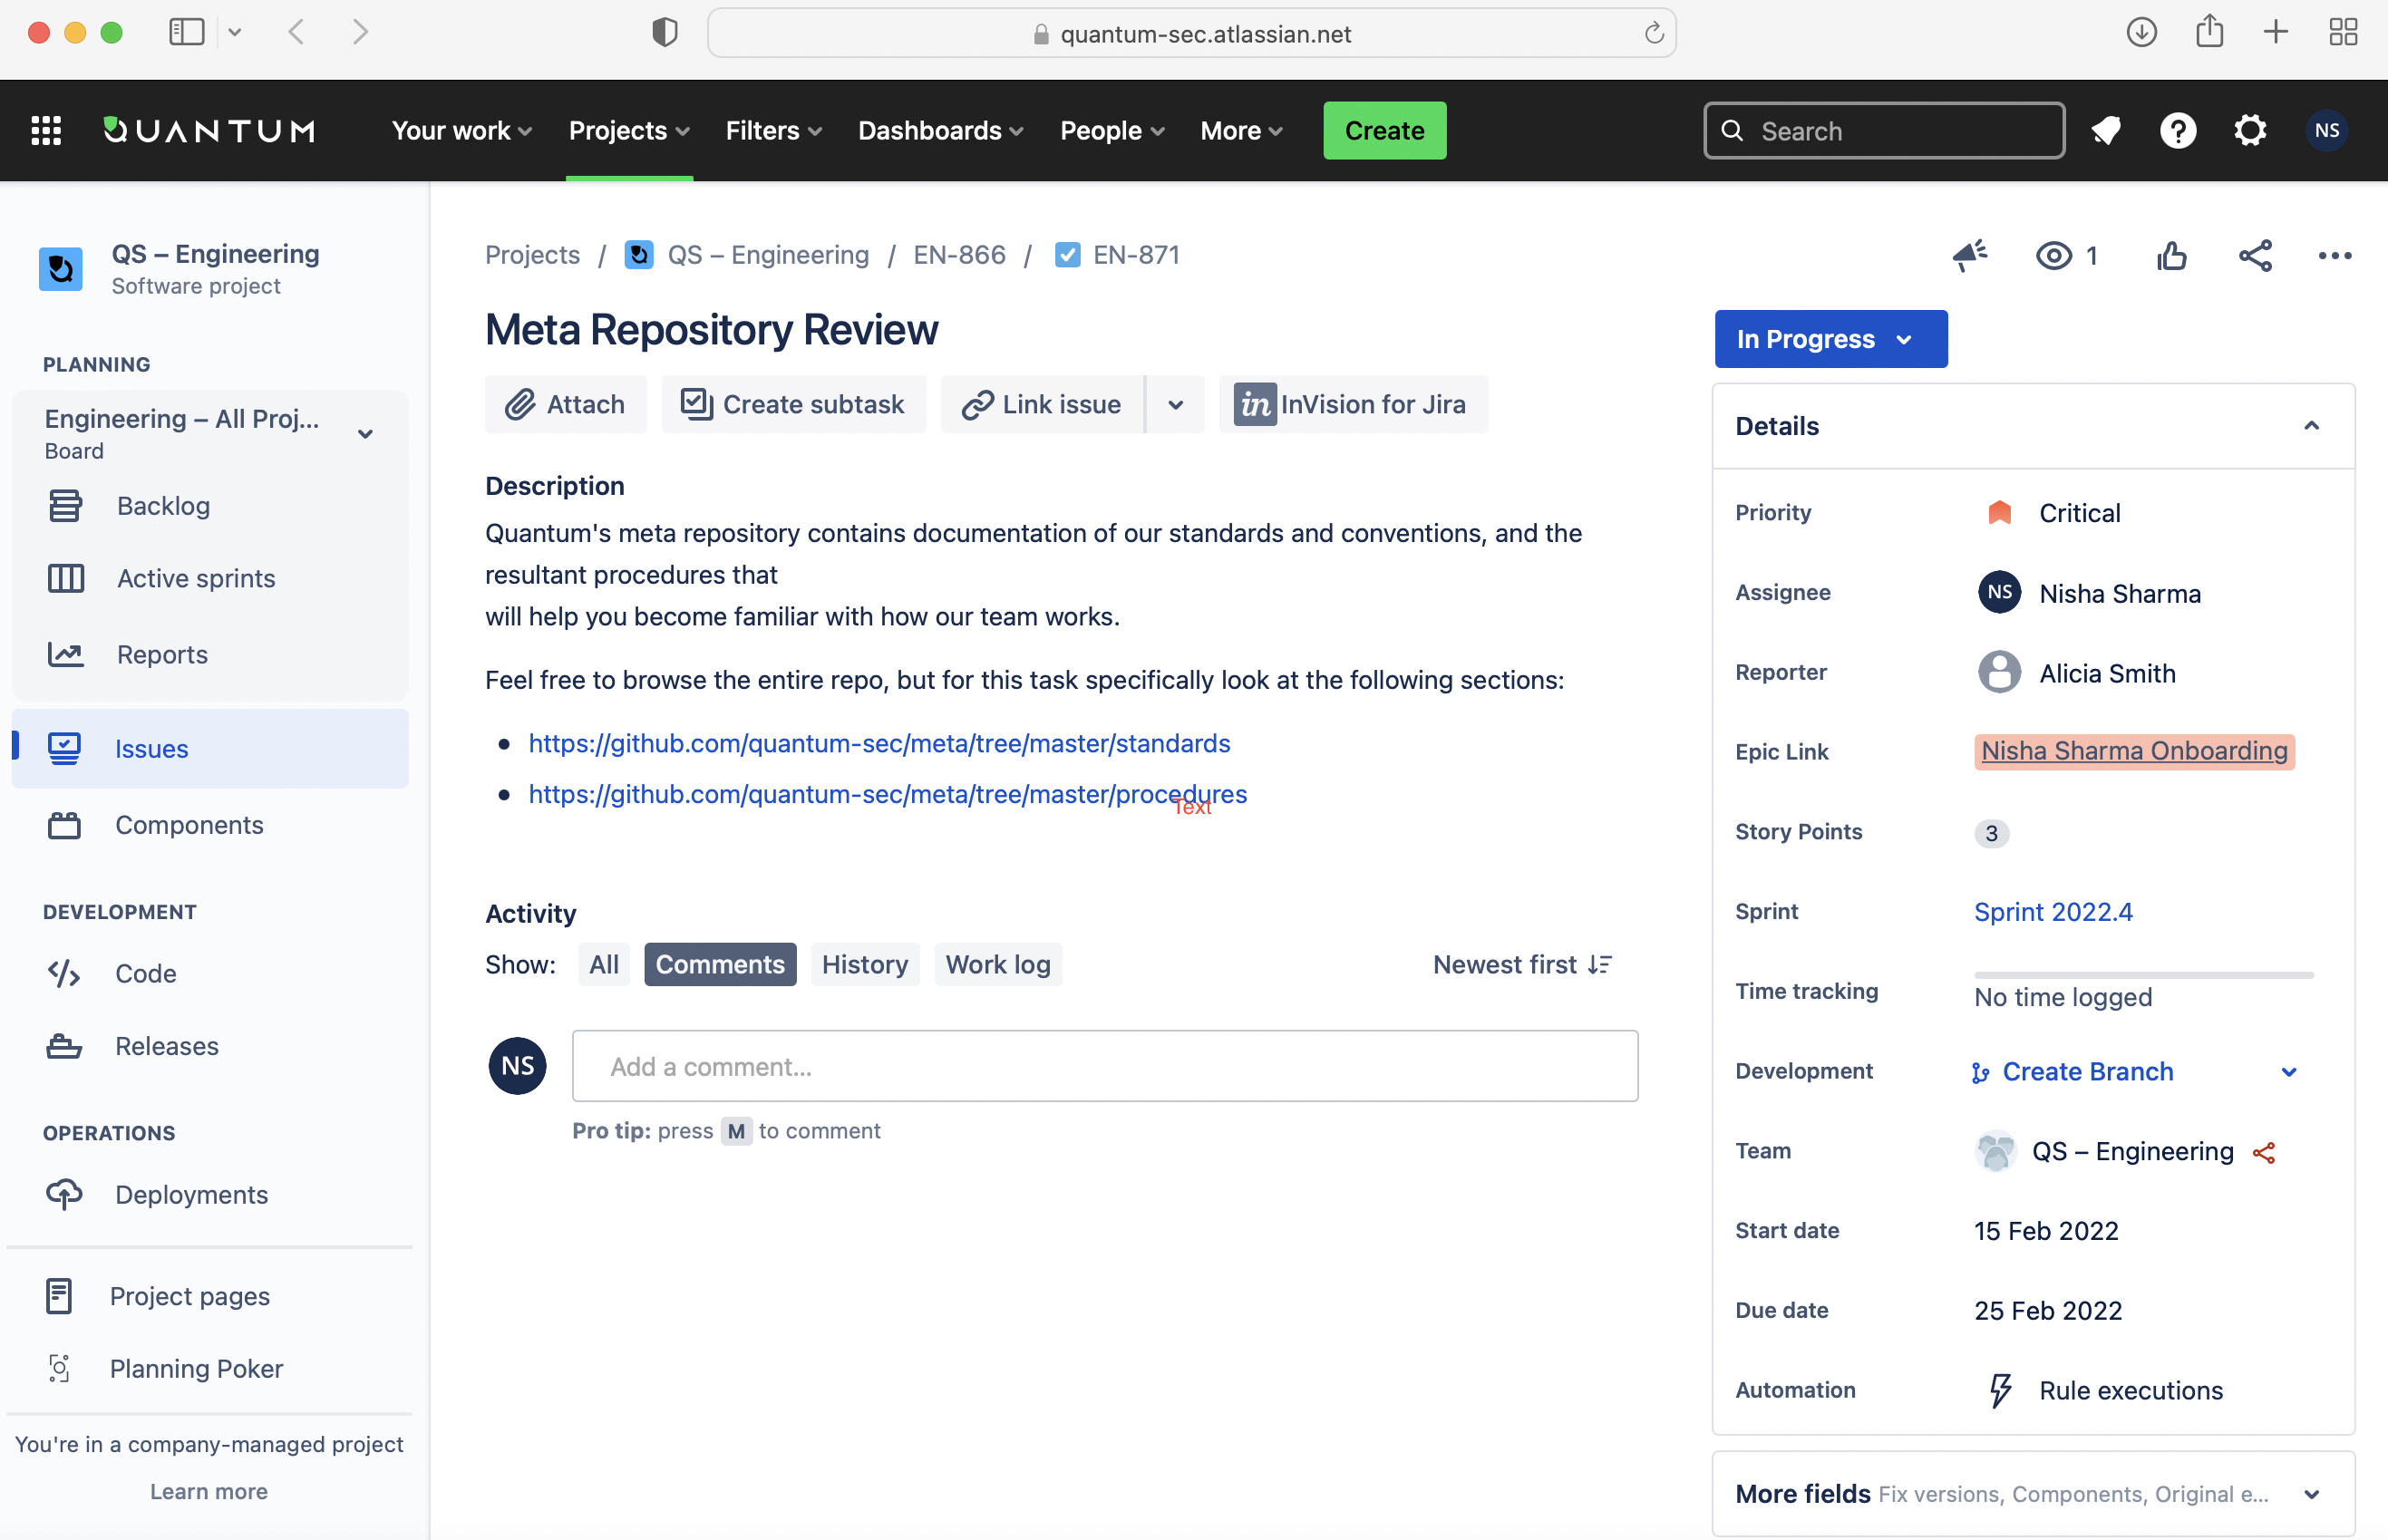 quantum-sec.atlassian.net
QUANTUM
Your work
Projects
Filters
Dashboards
People
More
Create
Search
NS
QS – Engineering
Software project
PLANNING
Engineering – All Proj...
Board
Backlog
Active sprints
Reports
Issues
Components
DEVELOPMENT
Code
Releases
OPERATIONS
Deployments
Project pages
Planning Poker
You're in a company-managed project
Learn more
Projects / QS – Engineering / EN-866 / EN-871
1
Meta Repository Review
Attach
Create subtask
Link issue
in InVision for Jira
Description
Quantum's meta repository contains documentation of our standards and conventions, and the
resultant procedures that
will help you become familiar with how our team works.
Feel free to browse the entire repo, but for this task specifically look at the following sections:
• https://github.com/quantum-sec/meta/tree/master/standards
• https://github.com/quantum-sec/meta/tree/master/procedures
Text
Activity
Show: All Comments History Work log
Newest first
NS
Add a comment...
Pro tip: press M to comment
In Progress
Details
Priority Critical
Assignee NS Nisha Sharma
Reporter Alicia Smith
Epic Link Nisha Sharma Onboarding
Story Points 3
Sprint Sprint 2022.4
Time tracking No time logged
Development Create Branch
Team QS – Engineering
Start date 15 Feb 2022
Due date 25 Feb 2022
Automation Rule executions
More fields Fix versions, Components, Original e...